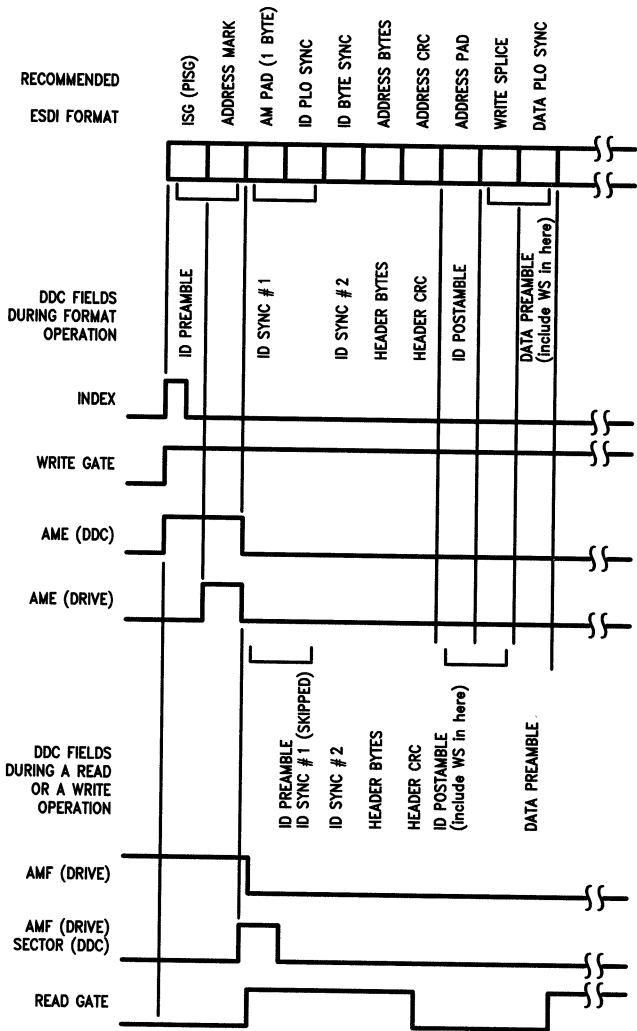 RECOMMENDED
ESDI FORMAT
ISG (PISG)
ADDRESS MARK
AM PAD (1 BYTE)
ID PLO SYNC
ID BYTE SYNC
ADDRESS BYTES
ADDRESS CRC
ADDRESS PAD
WRITE SPLICE
DATA PLO SYNC
DDC FIELDS
DURING FORMAT
OPERATION
ID PREAMBLE
ID SYNC # 1
ID SYNC # 2
HEADER BYTES
HEADER CRC
ID POSTAMBLE
DATA PREAMBLE
(include WS in here)
INDEX
WRITE GATE
AME (DDC)
AME (DRIVE)
DDC FIELDS
DURING A READ
OR A WRITE
OPERATION
ID PREAMBLE
ID SYNC # 1 (SKIPPED)
ID SYNC # 2
HEADER BYTES
HEADER CRC
ID POSTAMBLE
(include WS in here)
DATA PREAMBLE
AMF (DRIVE)
AMF (DRIVE)
SECTOR (DDC)
READ GATE